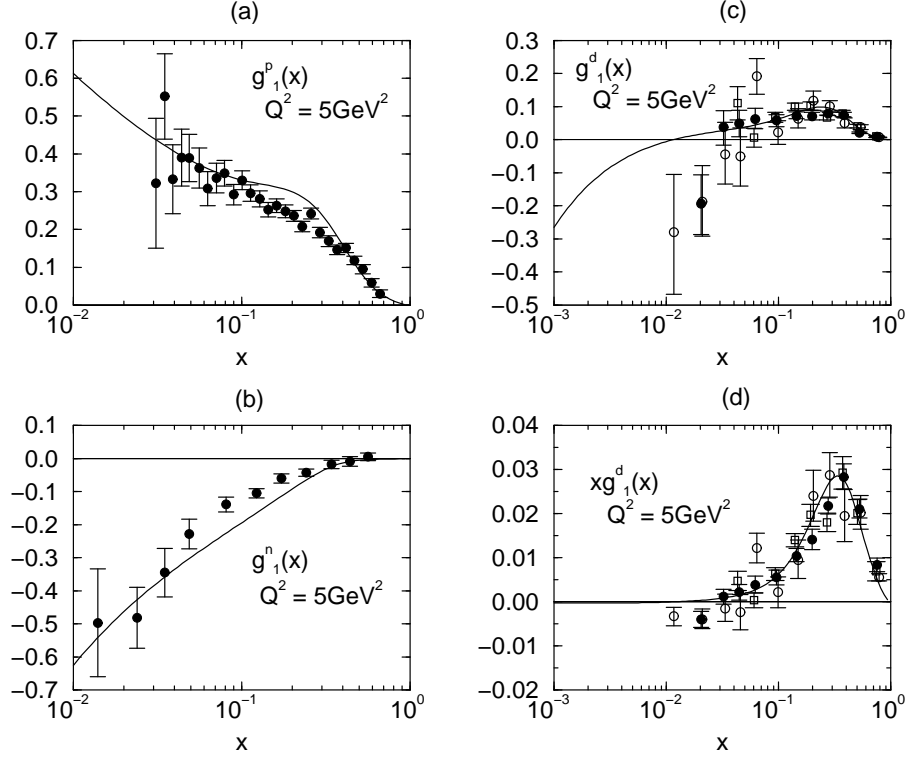 (a)
0.7
0.6
0.5
0.4
0.3
0.2
0.1
0.0
g^p_1(x)
Q^2 = 5GeV^2
10^−2
10^−1
10^0
x
(c)
0.3
0.2
0.1
0.0
−0.1
−0.2
−0.3
−0.4
−0.5
g^d_1(x)
Q^2 = 5GeV^2
10^−3
10^−2
10^−1
10^0
x
(b)
0.1
0.0
−0.1
−0.2
−0.3
−0.4
−0.5
−0.6
−0.7
g^n_1(x)
Q^2 = 5GeV^2
10^−2
10^−1
10^0
x
(d)
0.04
0.03
0.02
0.01
0.00
−0.01
−0.02
xg^d_1(x)
Q^2 = 5GeV^2
10^−3
10^−2
10^−1
10^0
x